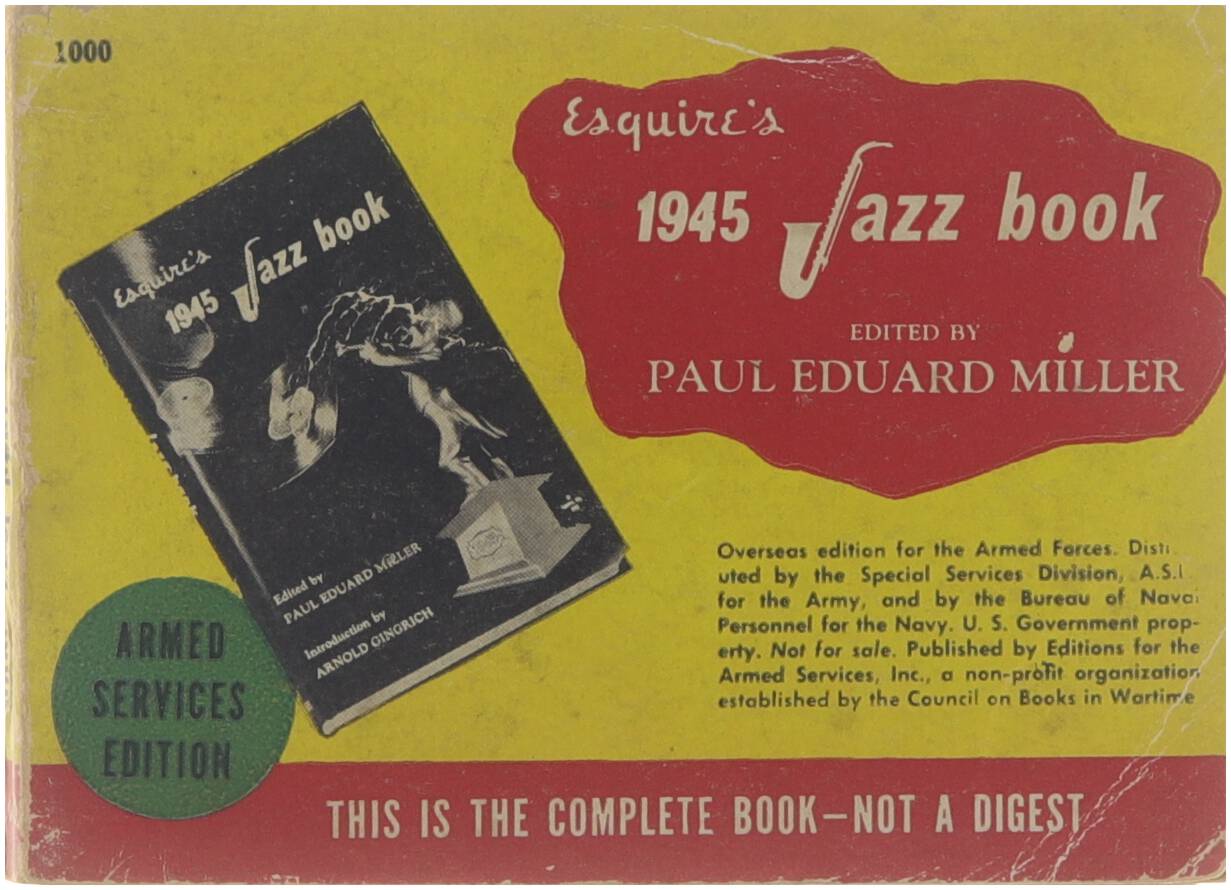 1000
Esquire's
1945 Jazz book
EDITED BY
PAUL EDUARD MILLER
Esquire's
1945 Jazz book
Edited by
PAUL EDUARD MILLER
Introduction by
ARNOLD GINGRICH
Overseas edition for the Armed Forces. Distr
uted by the Special Services Division, A.S.
for the Army, and by the Bureau of Naval
Personnel for the Navy. U. S. Government prop-
erty. Not for sale. Published by Editions for the
Armed Services, Inc., a non-profit organization
established by the Council on Books in Wartime
ARMED
SERVICES
EDITION
THIS IS THE COMPLETE BOOK—NOT A DIGEST